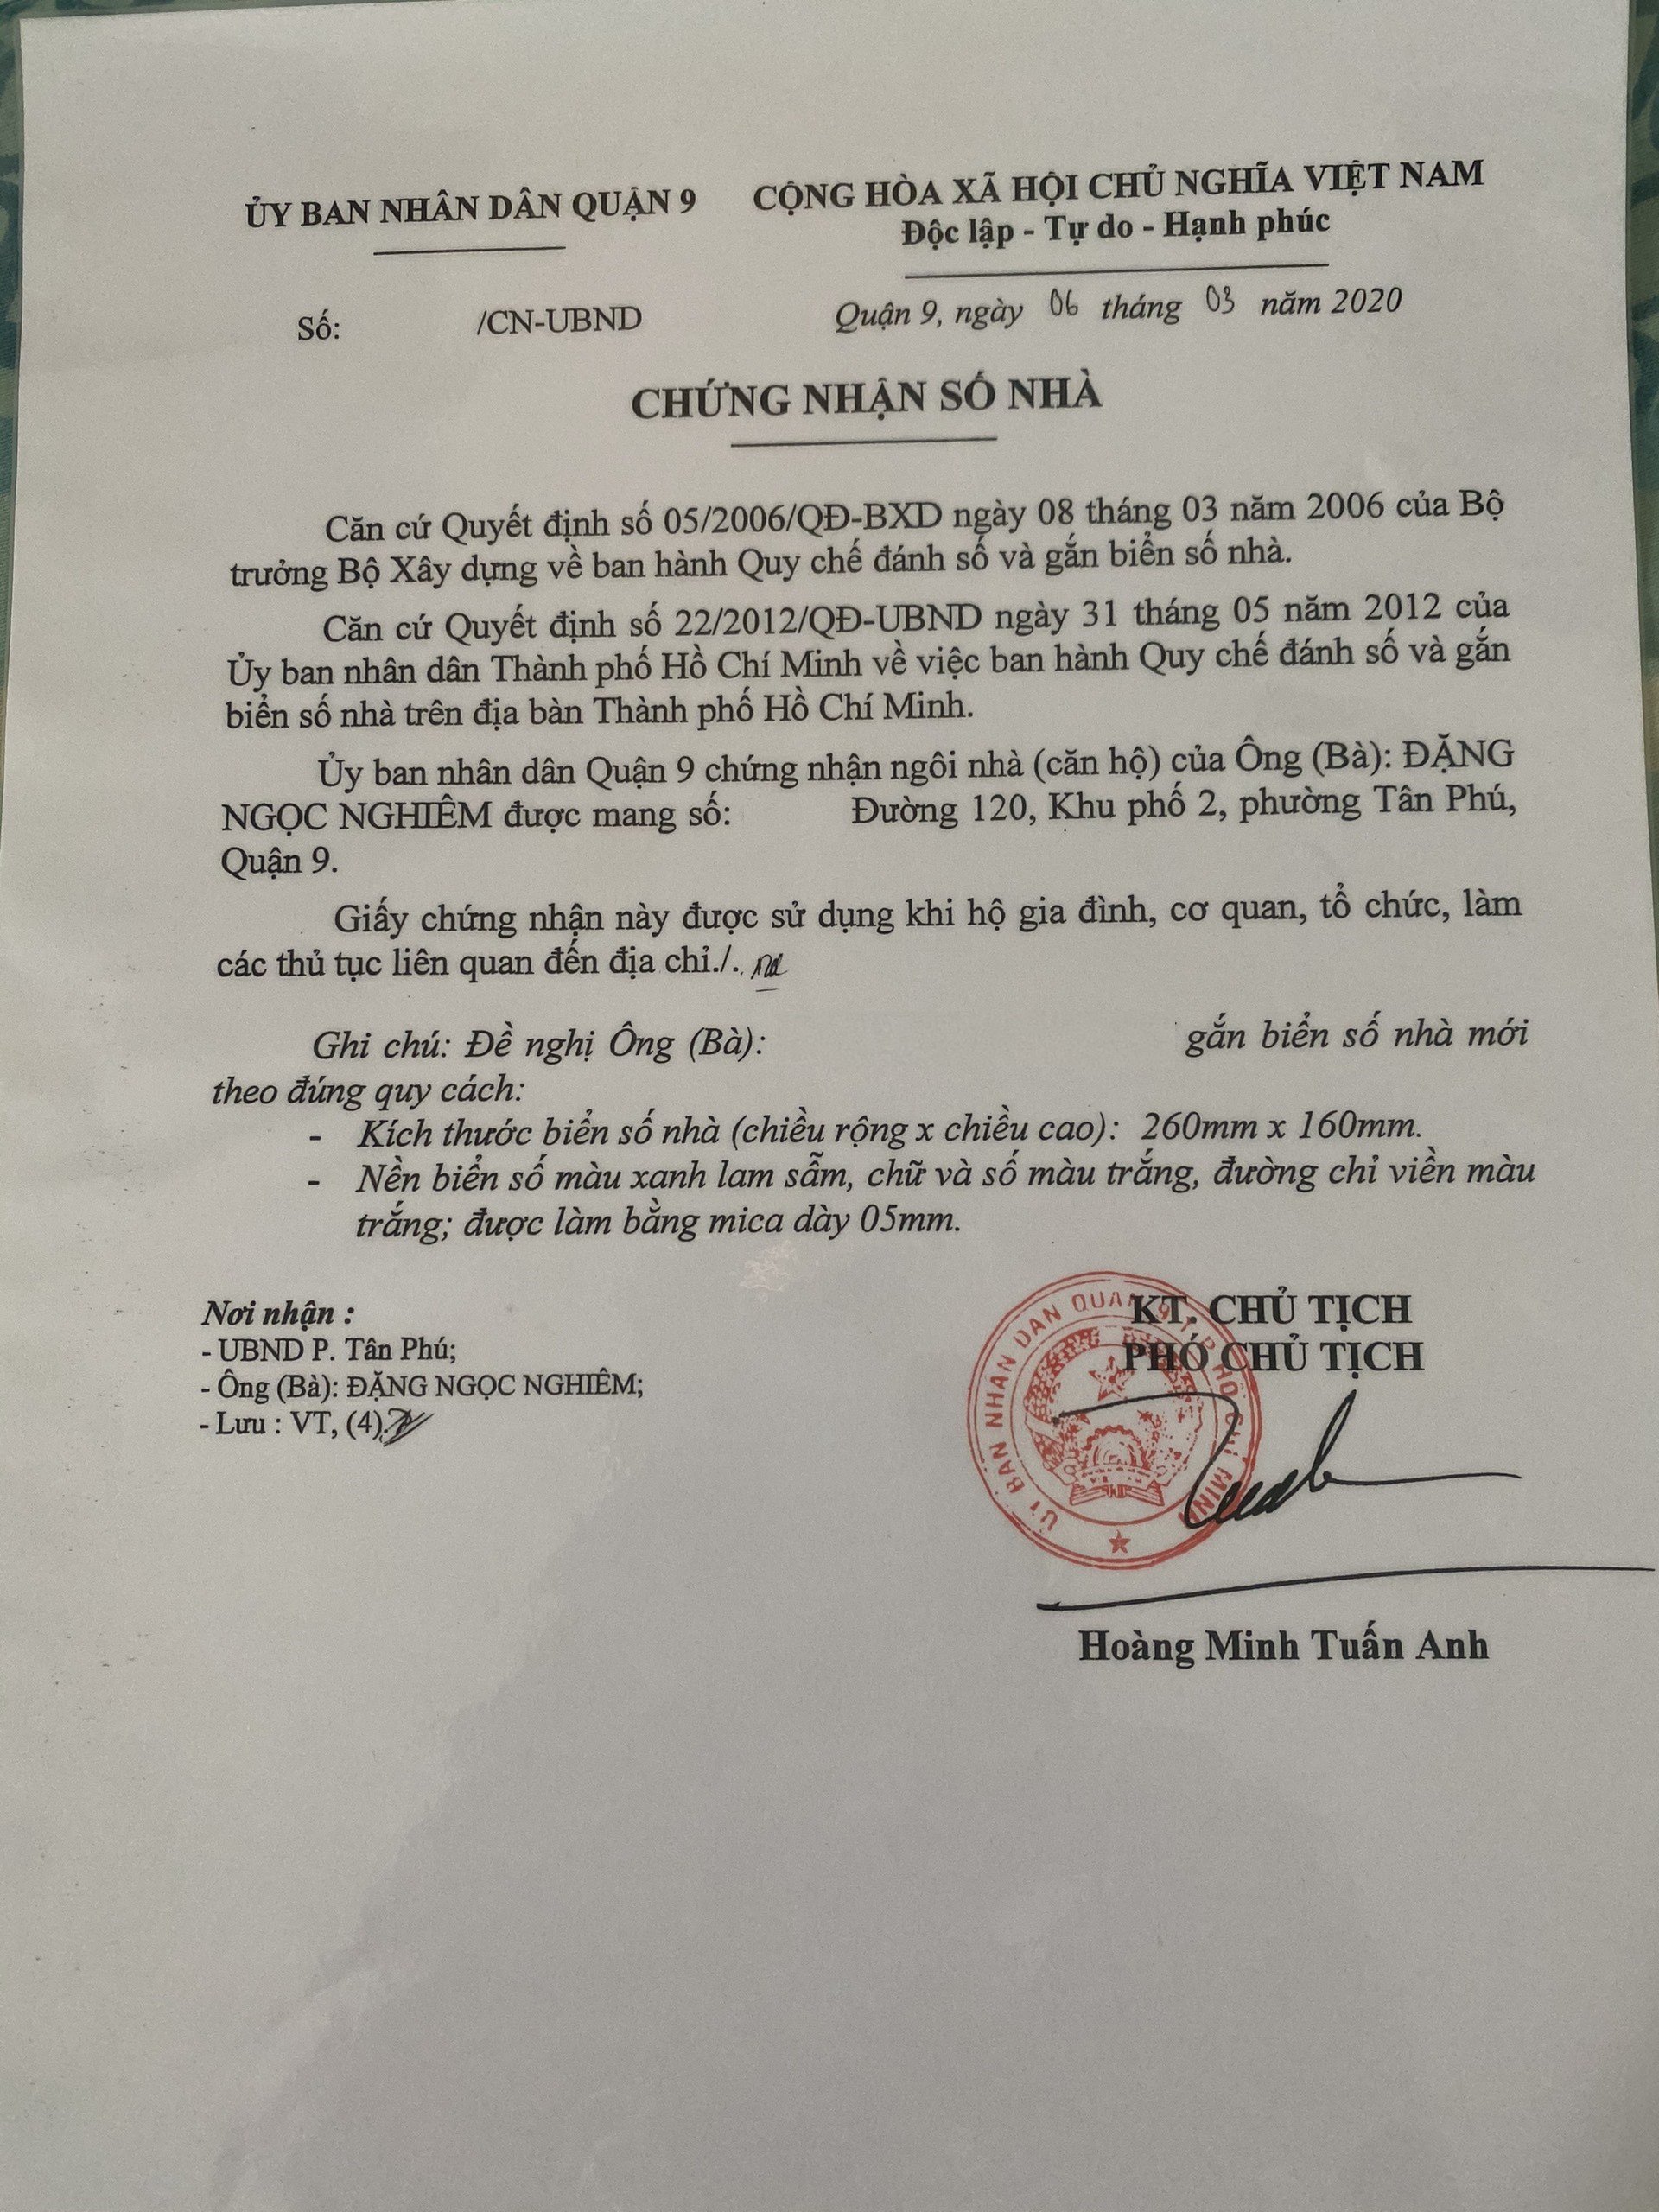 ỦY BAN NHÂN DÂN QUẬN 9
CỘNG HÒA XÃ HỘI CHỦ NGHĨA VIỆT NAM
Độc lập - Tự do - Hạnh phúc
Số: /CN-UBND
Quận 9, ngày 06 tháng 03 năm 2020
CHỨNG NHẬN SỐ NHÀ
Căn cứ Quyết định số 05/2006/QĐ-BXD ngày 08 tháng 03 năm 2006 của Bộ
trưởng Bộ Xây dựng về ban hành Quy chế đánh số và gắn biển số nhà.
Căn cứ Quyết định số 22/2012/QĐ-UBND ngày 31 tháng 05 năm 2012 của
Ủy ban nhân dân Thành phố Hồ Chí Minh về việc ban hành Quy chế đánh số và gắn
biển số nhà trên địa bàn Thành phố Hồ Chí Minh.
Ủy ban nhân dân Quận 9 chứng nhận ngôi nhà (căn hộ) của Ông (Bà): ĐẶNG
NGỌC NGHIÊM được mang số: Đường 120, Khu phố 2, phường Tân Phú,
Quận 9.
Giấy chứng nhận này được sử dụng khi hộ gia đình, cơ quan, tổ chức, làm
các thủ tục liên quan đến địa chỉ./.
Ghi chú: Đề nghị Ông (Bà): gắn biển số nhà mới
theo đúng quy cách:
- Kích thước biển số nhà (chiều rộng x chiều cao): 260mm x 160mm.
- Nền biển số màu xanh lam sẫm, chữ và số màu trắng, đường chỉ viền màu
trắng; được làm bằng mica dày 05mm.
Nơi nhận :
- UBND P. Tân Phú;
- Ông (Bà): ĐẶNG NGỌC NGHIÊM;
- Lưu : VT, (4).
KT. CHỦ TỊCH
PHÓ CHỦ TỊCH
Hoàng Minh Tuấn Anh